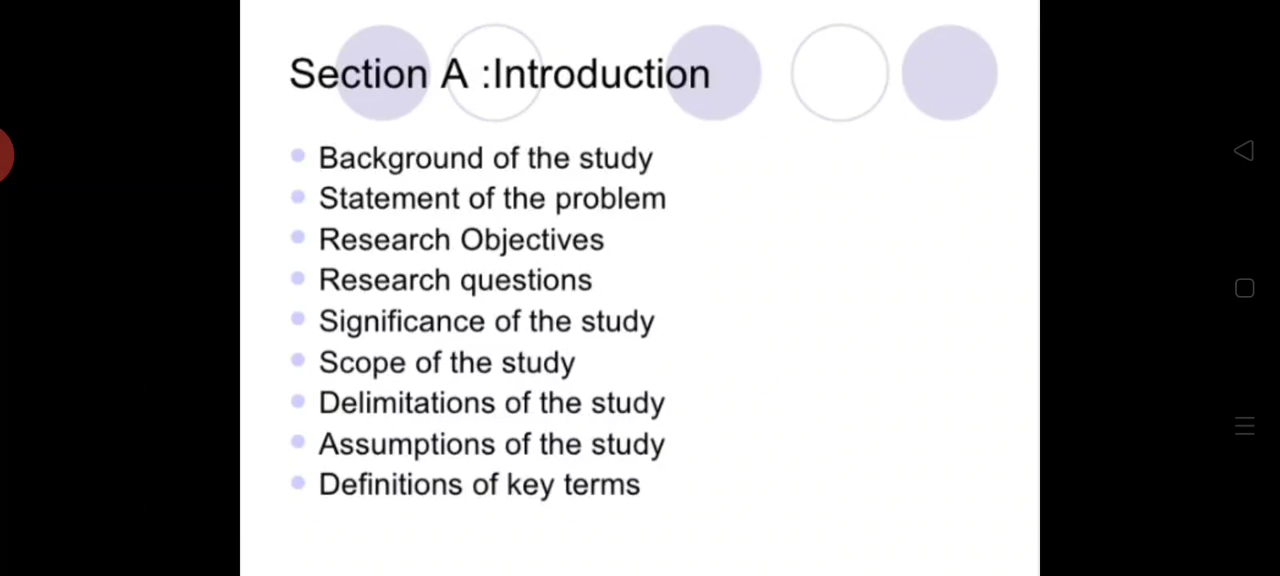 Section A :Introduction
Background of the study
Statement of the problem
Research Objectives
Research questions
Significance of the study
Scope of the study
Delimitations of the study
Assumptions of the study
Definitions of key terms